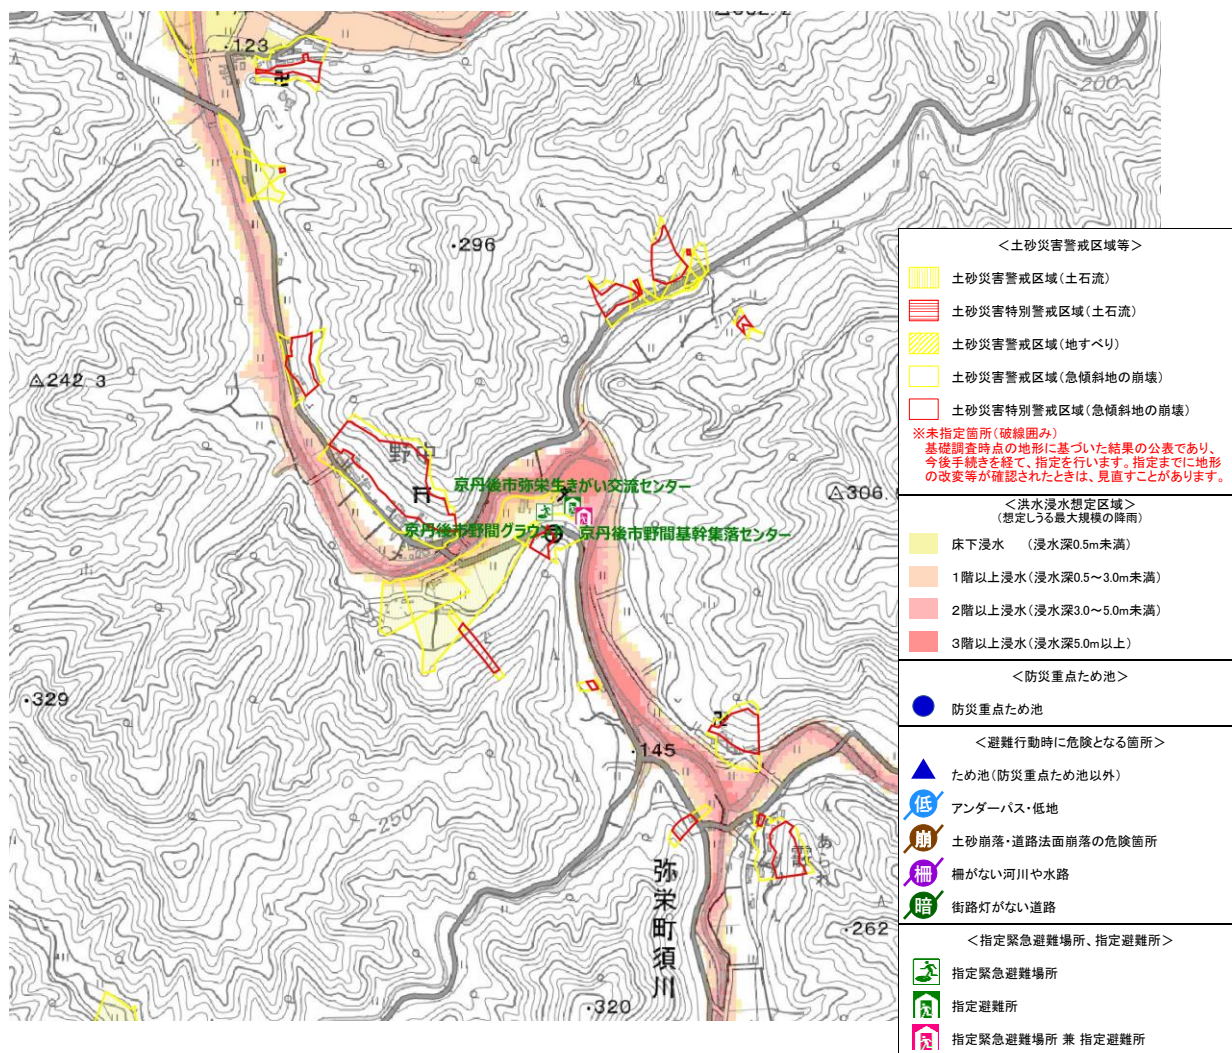 ・123
200
・296
△242.3
野中
京丹後市弥栄生きがい交流センター
京丹後市野間グラウンド
京丹後市野間基幹集落センター
△306.
・329
・145
250
霰
あられ
弥栄町須川
・262
・320
＜土砂災害警戒区域等＞
土砂災害警戒区域（土石流）
土砂災害特別警戒区域（土石流）
土砂災害警戒区域（地すべり）
土砂災害警戒区域（急傾斜地の崩壊）
土砂災害特別警戒区域（急傾斜地の崩壊）
※未指定箇所（破線囲み）
基礎調査時点の地形に基づいた結果の公表であり、
今後手続きを経て、指定を行います。指定までに地形
の改変等が確認されたときは、見直すことがあります。
＜洪水浸水想定区域＞
（想定しうる最大規模の降雨）
床下浸水　（浸水深0.5m未満）
1階以上浸水（浸水深0.5～3.0m未満）
2階以上浸水（浸水深3.0～5.0m未満）
3階以上浸水（浸水深5.0m以上）
＜防災重点ため池＞
防災重点ため池
＜避難行動時に危険となる箇所＞
ため池（防災重点ため池以外）
低 アンダーパス・低地
崩 土砂崩落・道路法面崩落の危険箇所
柵 柵がない河川や水路
暗 街路灯がない道路
＜指定緊急避難場所、指定避難所＞
指定緊急避難場所
指定避難所
指定緊急避難場所 兼 指定避難所